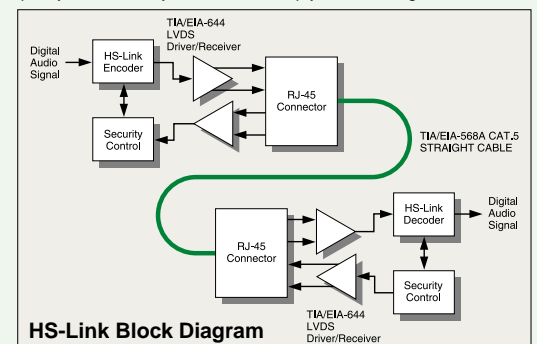 TIA/EIA-644
LVDS
Driver/Receiver
Digital
Audio
Signal
HS-Link
Encoder
RJ-45
Connector
Security
Control
TIA/EIA-568A CAT.5
STRAIGHT CABLE
RJ-45
Connector
HS-Link
Decoder
Digital
Audio
Signal
Security
Control
TIA/EIA-644
LVDS
Driver/Receiver
HS-Link Block Diagram